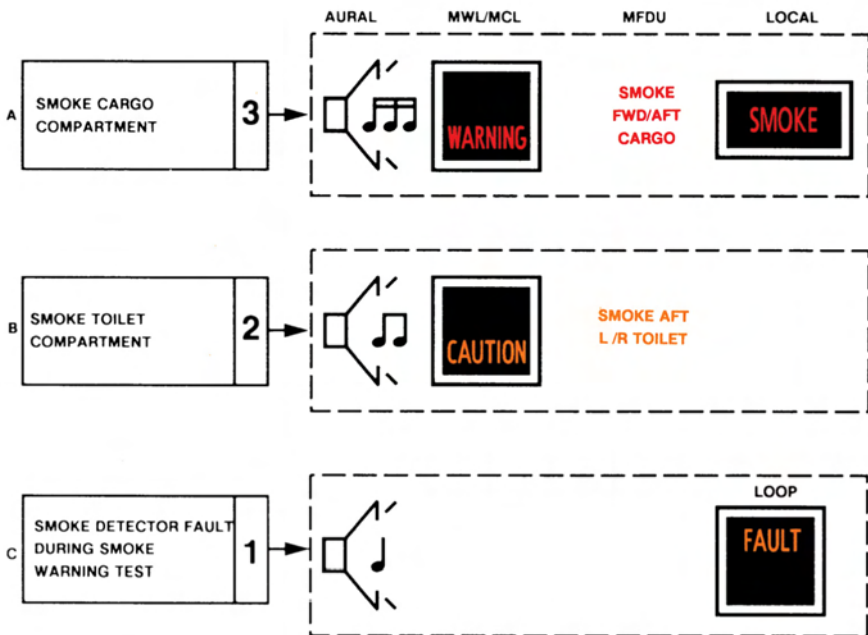 AURAL MWL/MCL MFDU LOCAL
A
SMOKE CARGO
COMPARTMENT
3
WARNING
SMOKE
FWD/AFT
CARGO
SMOKE
B
SMOKE TOILET
COMPARTMENT
2
CAUTION
SMOKE AFT
L /R TOILET
C
SMOKE DETECTOR FAULT
DURING SMOKE
WARNING TEST
1
LOOP
FAULT